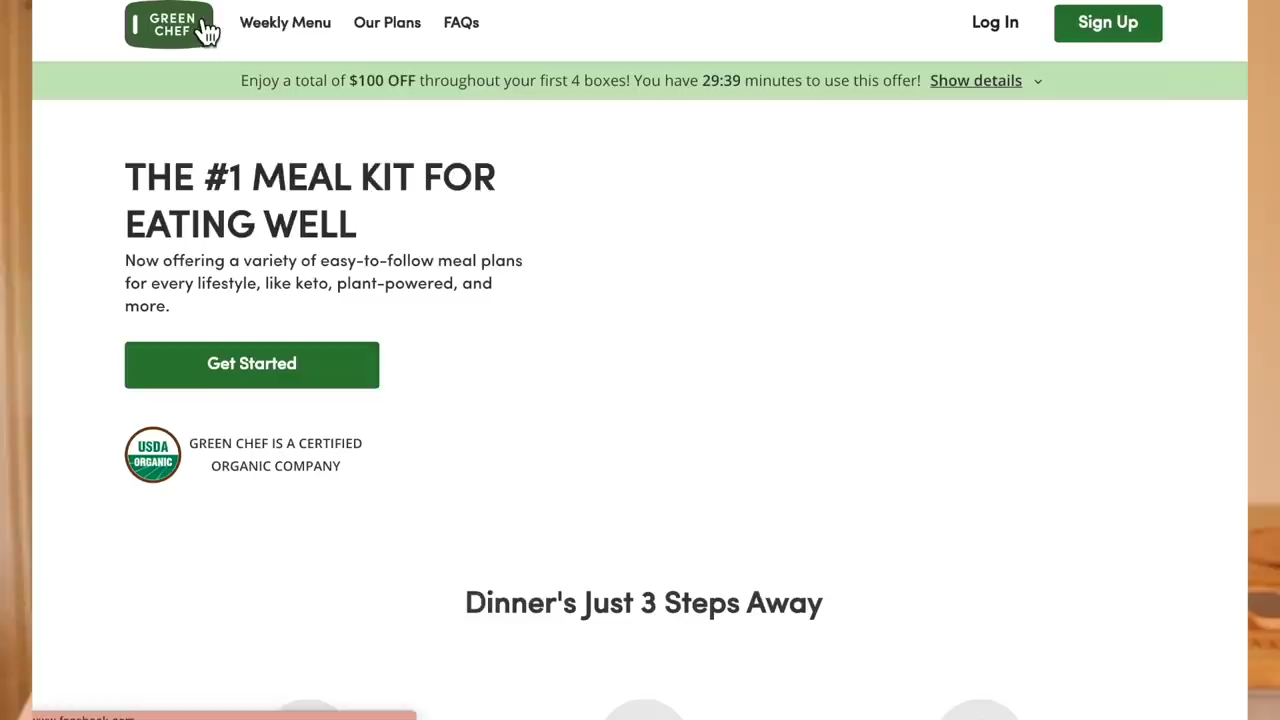 GREEN
CHEF
Weekly Menu Our Plans FAQs Log In Sign Up
Enjoy a total of $100 OFF throughout your first 4 boxes! You have 29:39 minutes to use this offer! Show details
THE #1 MEAL KIT FOR
EATING WELL
Now offering a variety of easy-to-follow meal plans
for every lifestyle, like keto, plant-powered, and
more.
Get Started
USDA
ORGANIC
GREEN CHEF IS A CERTIFIED
ORGANIC COMPANY
Dinner's Just 3 Steps Away